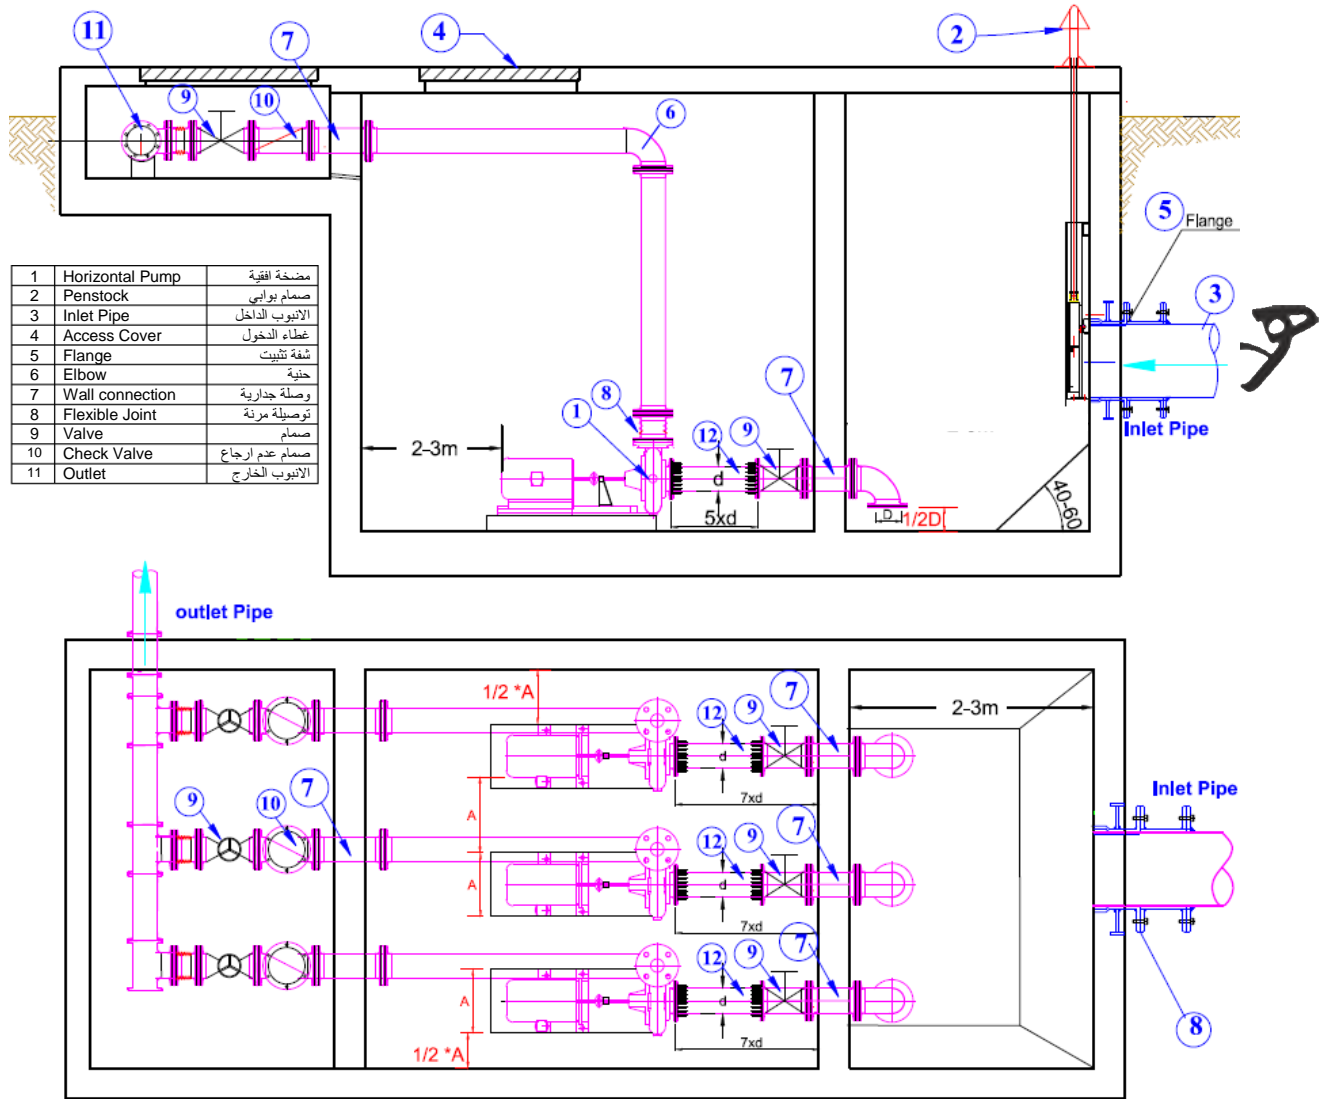 11
7
4
2
9
10
6
5
Flange
3
Inlet Pipe
1 Horizontal Pump مضخة افقية
2 Penstock صمام بوابي
3 Inlet Pipe الانبوب الداخل
4 Access Cover غطاء الدخول
5 Flange شفة تثبيت
6 Elbow حنية
7 Wall connection وصلة جدارية
8 Flexible Joint توصيلة مرنة
9 Valve صمام
10 Check Valve صمام عدم ارجاع
11 Outlet الانبوب الخارج
2-3m
8
1
12
9
7
d
5xd
D
1/2D
40-60
outlet Pipe
1/2 *A
12
9
7
2-3m
d
7xd
A
9
10
7
Inlet Pipe
12
9
7
A
d
7xd
12
9
7
A
d
7xd
1/2 *A
8